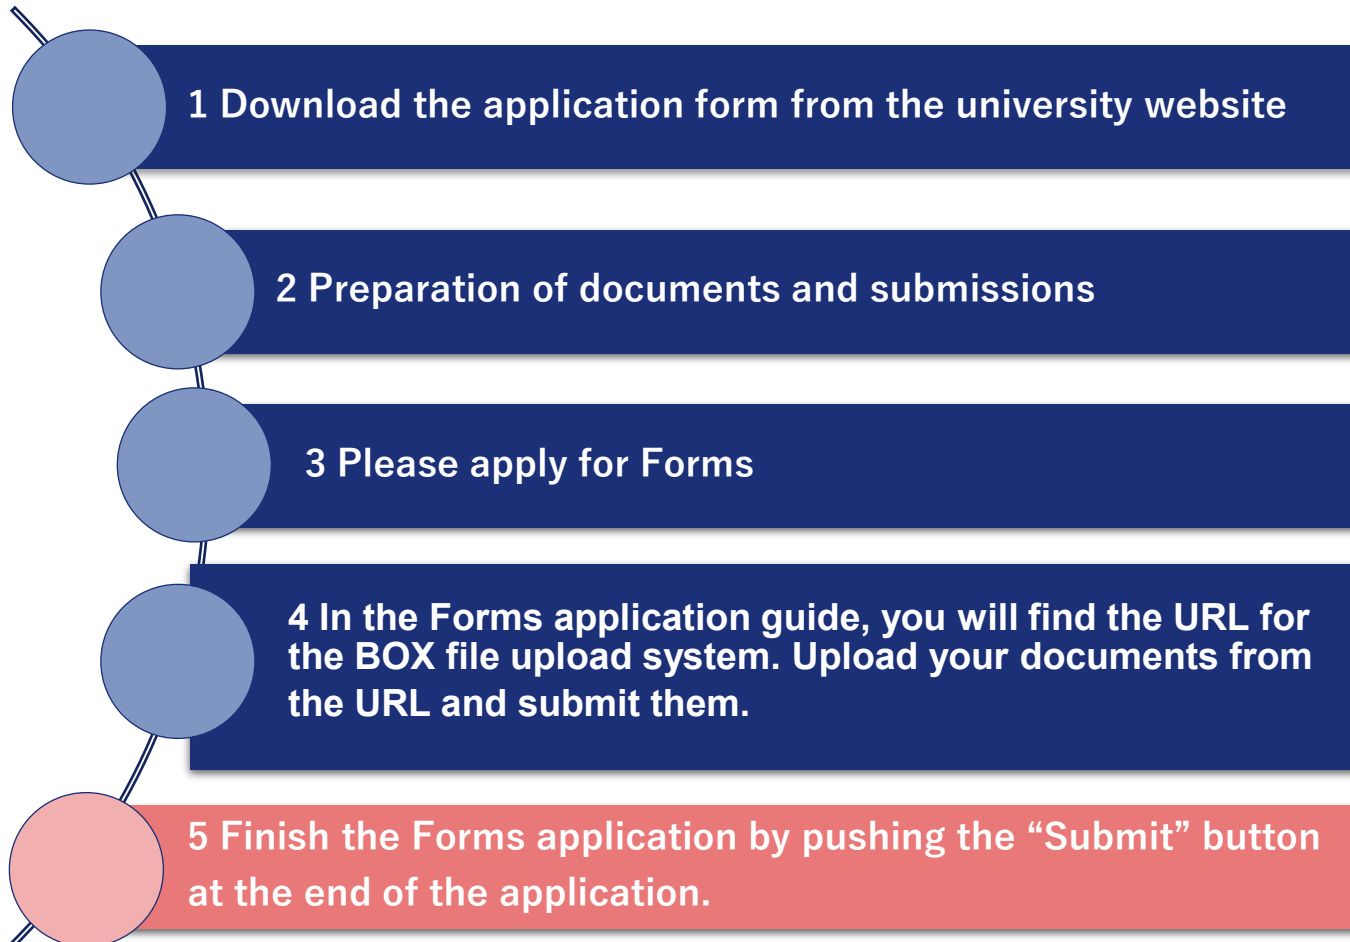 1 Download the application form from the university website
2 Preparation of documents and submissions
3 Please apply for Forms
4 In the Forms application guide, you will find the URL for
the BOX file upload system. Upload your documents from
the URL and submit them.
5 Finish the Forms application by pushing the “Submit” button
at the end of the application.